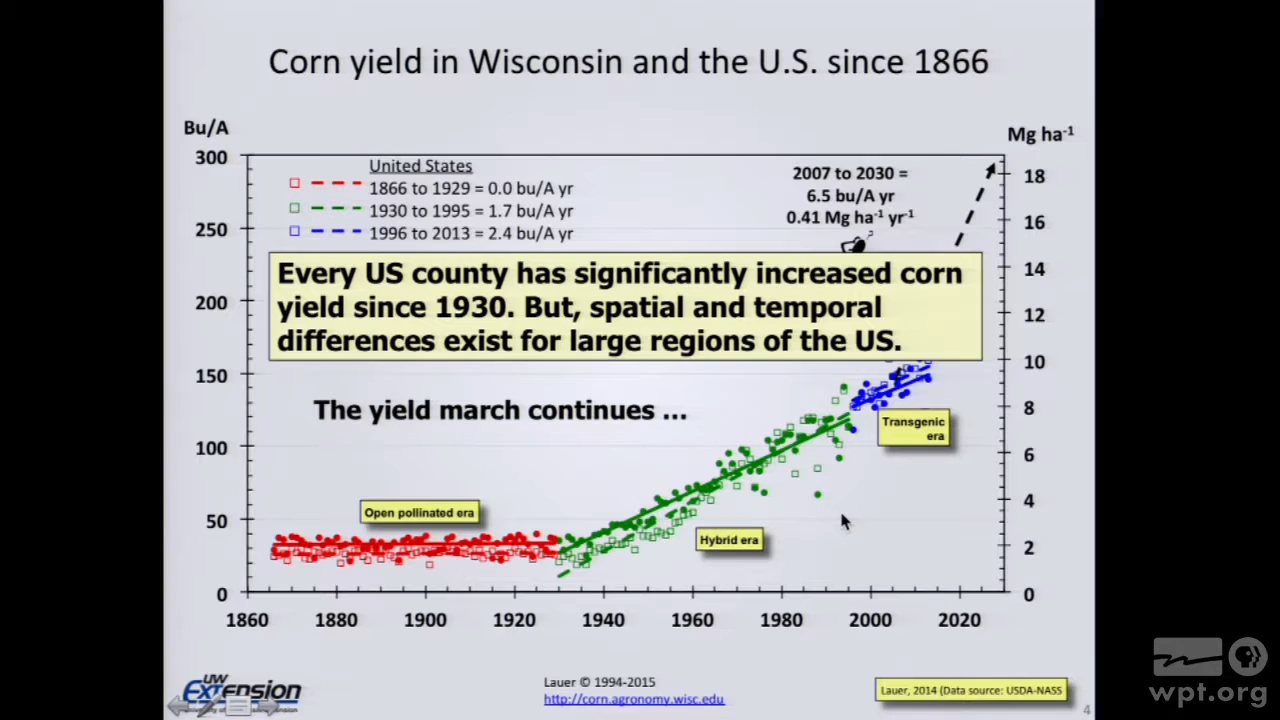 Corn yield in Wisconsin and the U.S. since 1866
Bu/A
Mg ha-1
300
250
200
150
100
50
0
United States
1866 to 1929 = 0.0 bu/A yr
1930 to 1995 = 1.7 bu/A yr
1996 to 2013 = 2.4 bu/A yr
2007 to 2030 =
6.5 bu/A yr
0.41 Mg ha-1 yr-1
?
18
16
14
12
10
8
6
4
2
0
Every US county has significantly increased corn
yield since 1930. But, spatial and temporal
differences exist for large regions of the US.
The yield march continues ...
Transgenic
era
Open pollinated era
Hybrid era
1860 1880 1900 1920 1940 1960 1980 2000 2020
UW
EXtension
Lauer © 1994-2015
http://corn.agronomy.wisc.edu
Lauer, 2014 (Data source: USDA-NASS
4
PBS
wpt.org